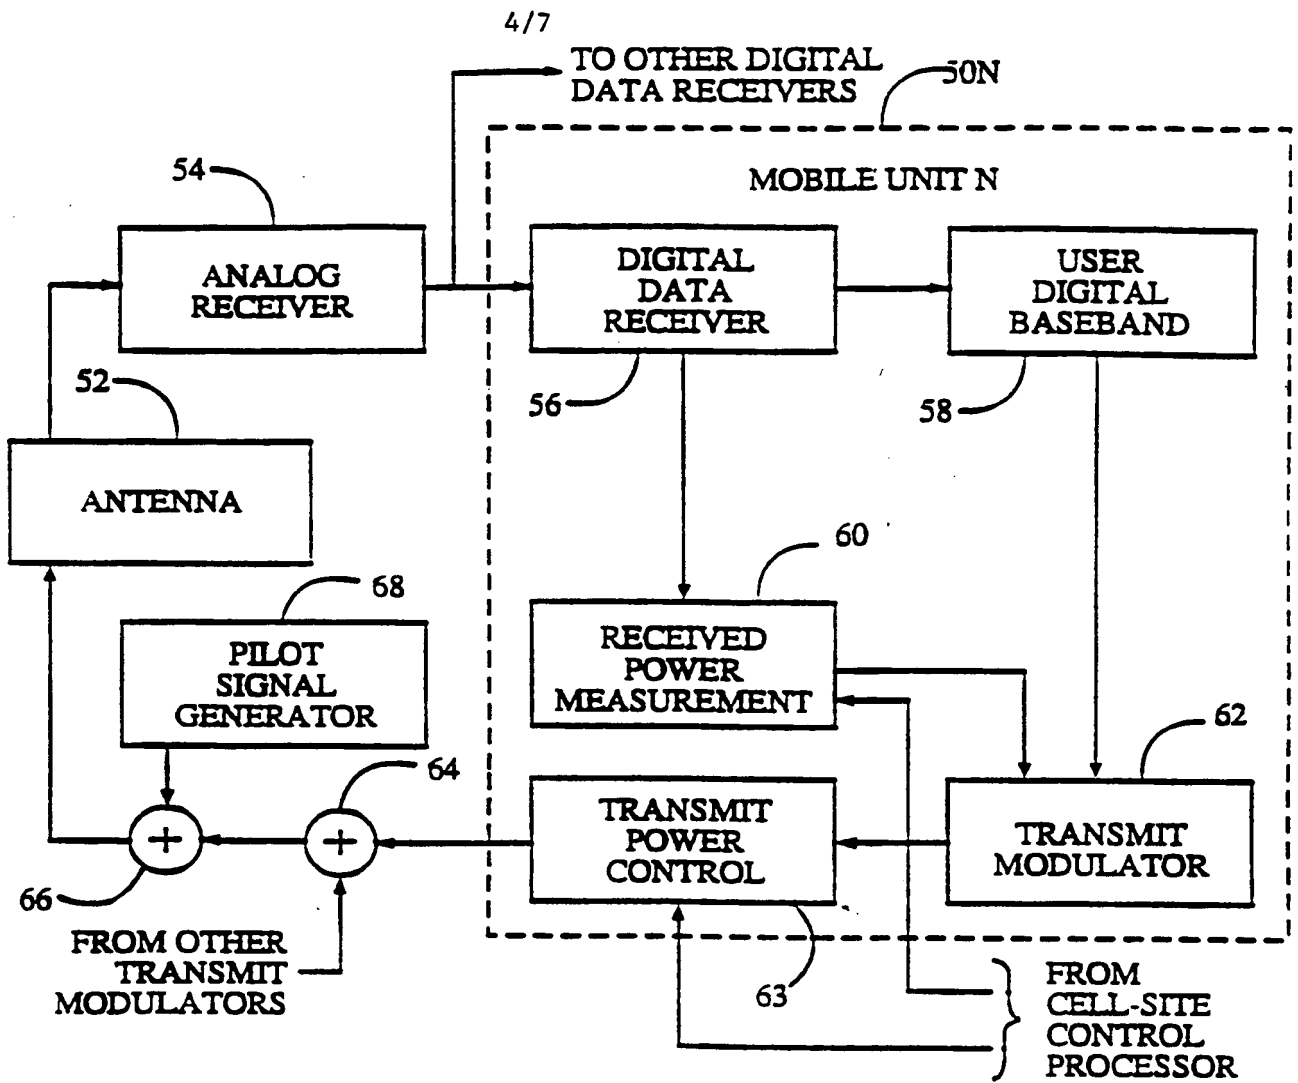 4/7
TO OTHER DIGITAL
DATA RECEIVERS
50N
MOBILE UNIT N
54
ANALOG
RECEIVER
DIGITAL
DATA
RECEIVER
USER
DIGITAL
BASEBAND
52
56
58
ANTENNA
60
68
PILOT
SIGNAL
GENERATOR
RECEIVED
POWER
MEASUREMENT
62
64
+
+
TRANSMIT
POWER
CONTROL
TRANSMIT
MODULATOR
66
FROM OTHER
TRANSMIT
MODULATORS
63
FROM
CELL-SITE
CONTROL
PROCESSOR